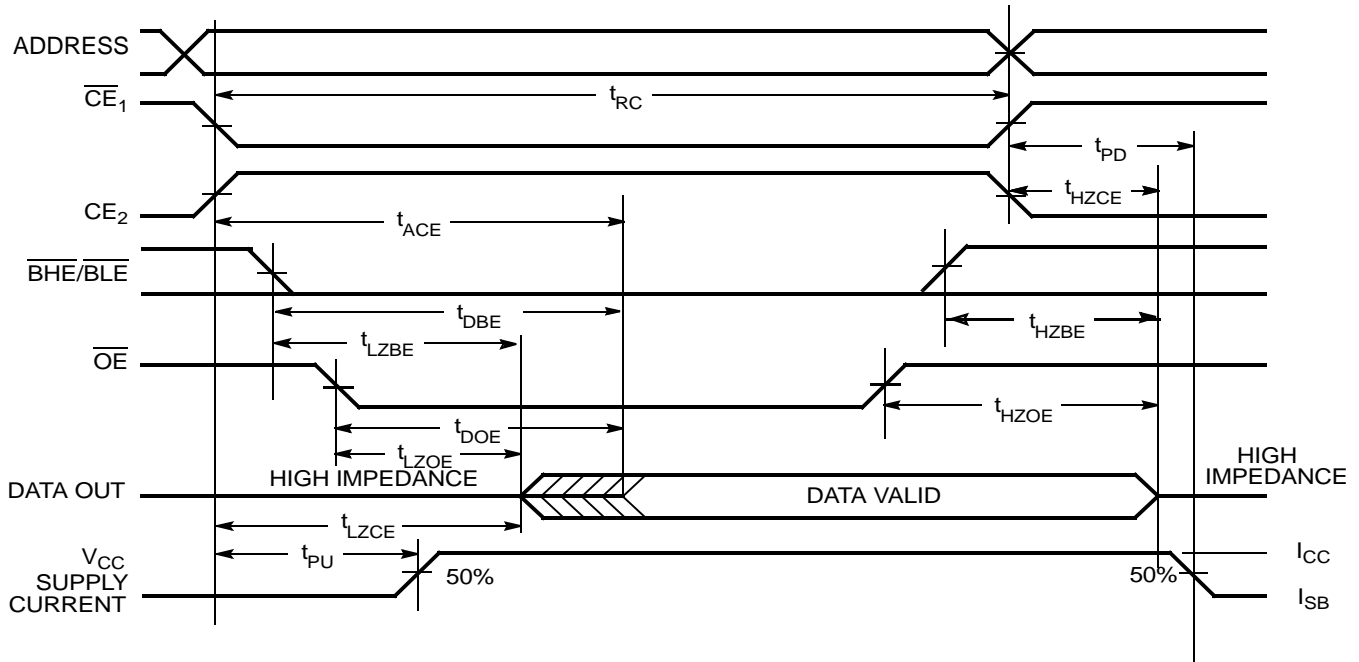 ADDRESS
CE1
tRC
tPD
tHZCE
CE2
tACE
BHE/BLE
tDBE
tHZBE
tLZBE
OE
tHZOE
tDOE
tLZOE
HIGH IMPEDANCE
HIGH
IMPEDANCE
DATA OUT
DATA VALID
tLZCE
VCC
SUPPLY
CURRENT
tPU
50%
50%
ICC
ISB